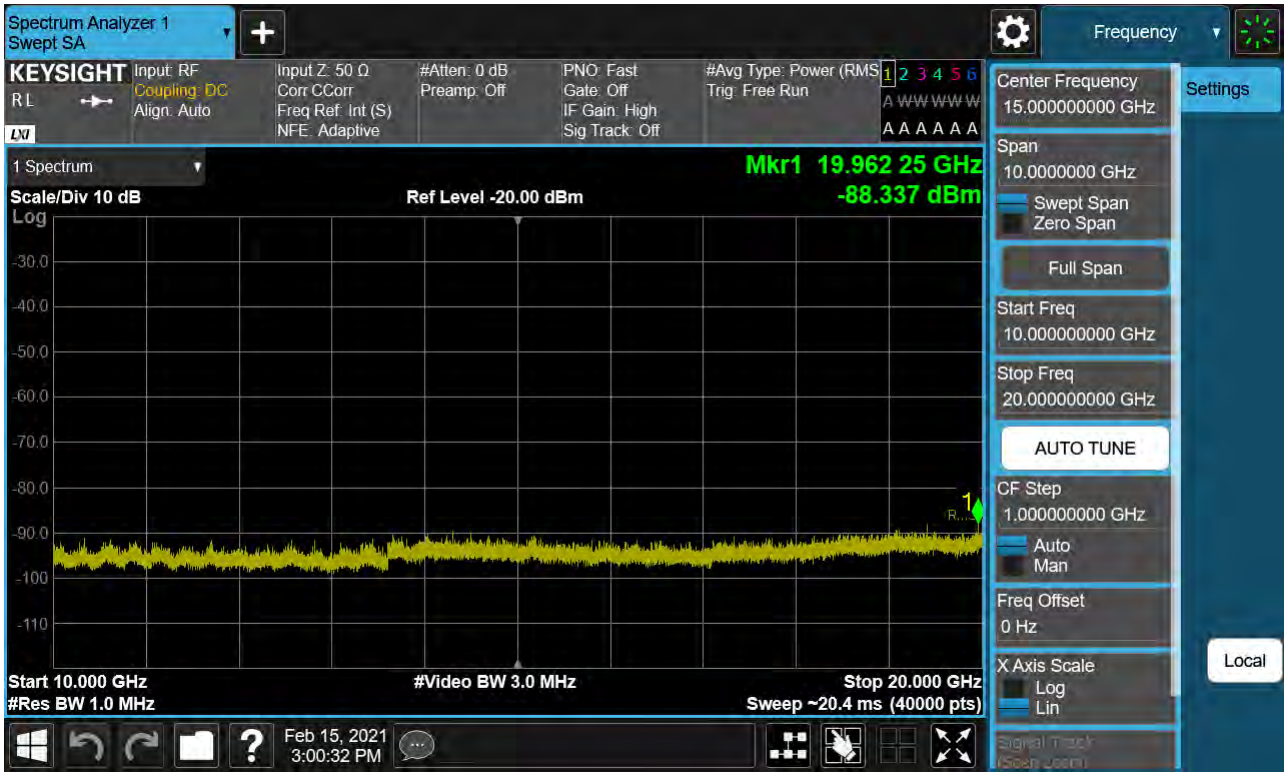 Spectrum Analyzer 1
Swept SA
Frequency
KEYSIGHT
RL
LXI
Input: RF
Coupling: DC
Align: Auto
Input Z: 50 Ω
Corr CCorr
Freq Ref: Int (S)
NFE: Adaptive
#Atten: 0 dB
Preamp: Off
PNO: Fast
Gate: Off
IF Gain: High
Sig Track: Off
#Avg Type: Power (RMS
Trig: Free Run
1 2 3 4 5 6
A W W W W W
A A A A A A
1 Spectrum
Scale/Div 10 dB
Log
Ref Level -20.00 dBm
Mkr1 19.962 25 GHz
-88.337 dBm
-30.0
-40.0
-50.0
-60.0
-70.0
-80.0
-90.0
-100
-110
1
R...
Start 10.000 GHz
#Res BW 1.0 MHz
#Video BW 3.0 MHz
Stop 20.000 GHz
Sweep ~20.4 ms (40000 pts)
Center Frequency
15.000000000 GHz
Span
10.0000000 GHz
Swept Span
Zero Span
Full Span
Start Freq
10.000000000 GHz
Stop Freq
20.000000000 GHz
AUTO TUNE
CF Step
1.000000000 GHz
Auto
Man
Freq Offset
0 Hz
X Axis Scale
Log
Lin
Signal Track
(Span Zoom)
Settings
Local
?
Feb 15, 2021
3:00:32 PM